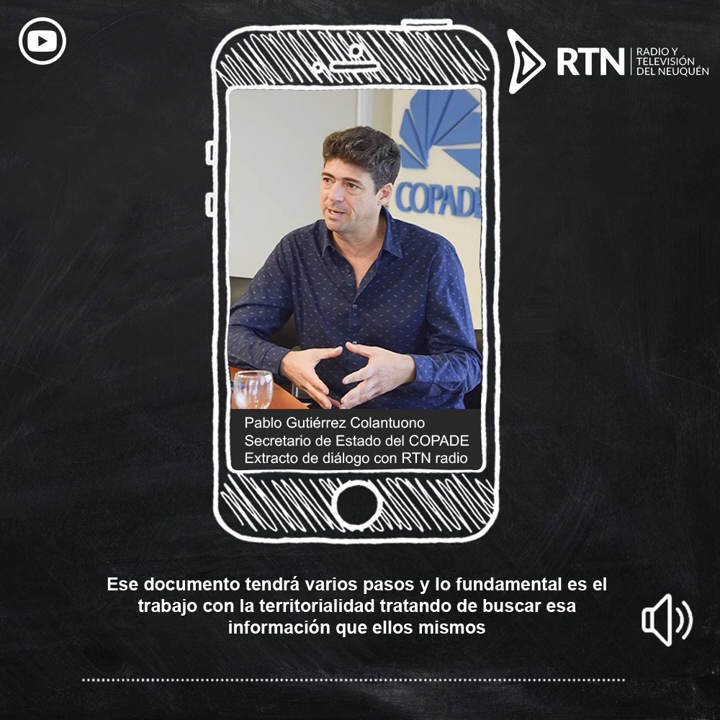 RTN
RADIO Y
TELEVISIÓN
DEL NEUQUÉN
COPADE
Pablo Gutiérrez Colantuono
Secretario de Estado del COPADE
Extracto de diálogo con RTN radio
Ese documento tendrá varios pasos y lo fundamental es el
trabajo con la territorialidad tratando de buscar esa
información que ellos mismos